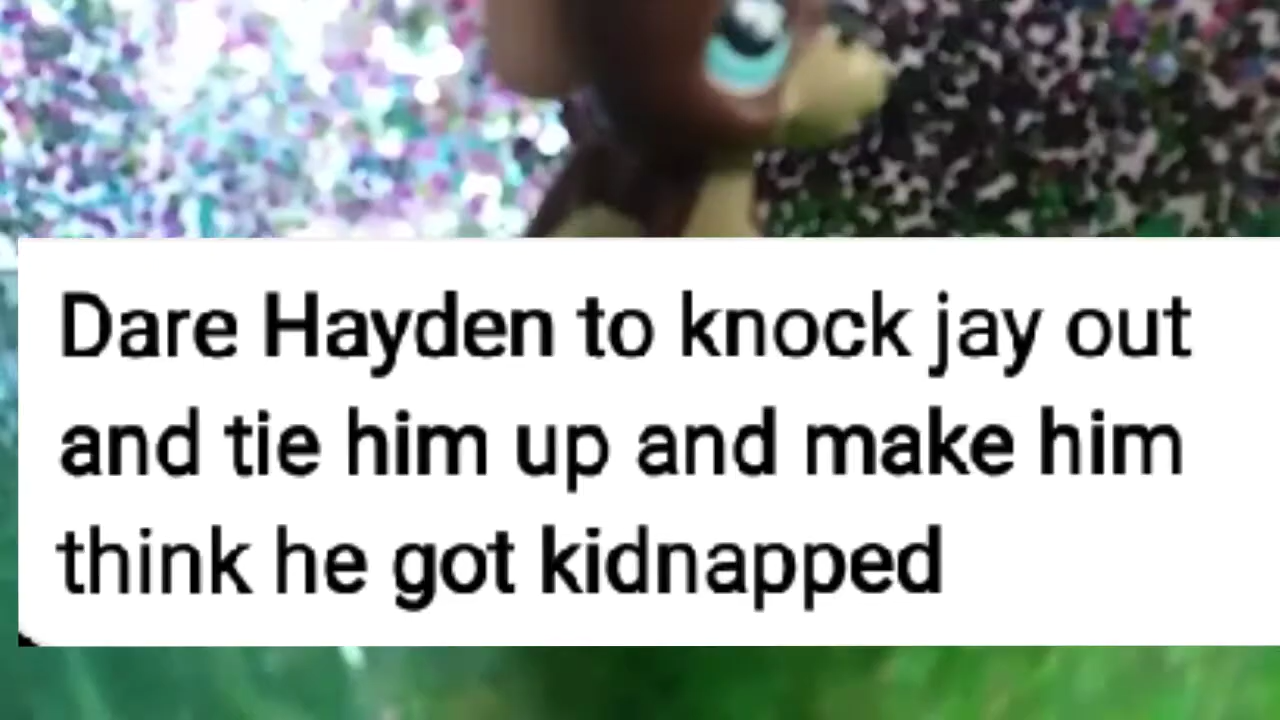 Dare Hayden to knock jay out
and tie him up and make him
think he got kidnapped